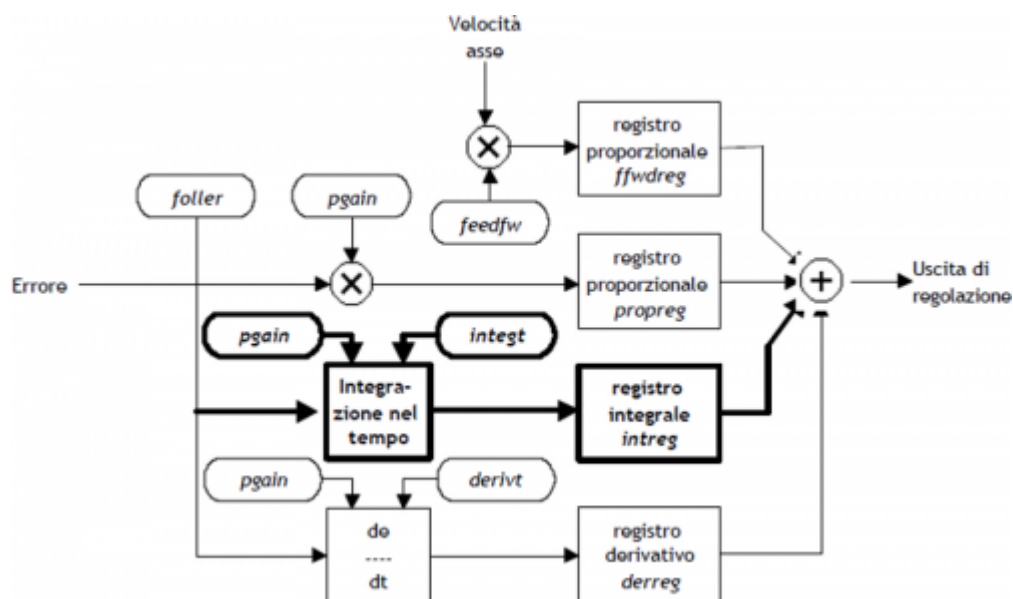 Velocità
asse
registro
proporzionale
ffwdreg
foller
pgain
feedfw
Errore
registro
proporzionale
propreg
Uscita di
regolazione
pgain
integt
Integra-
zione nel
tempo
registro
integrale
intreg
pgain
derivt
de
----
dt
registro
derivativo
derreg